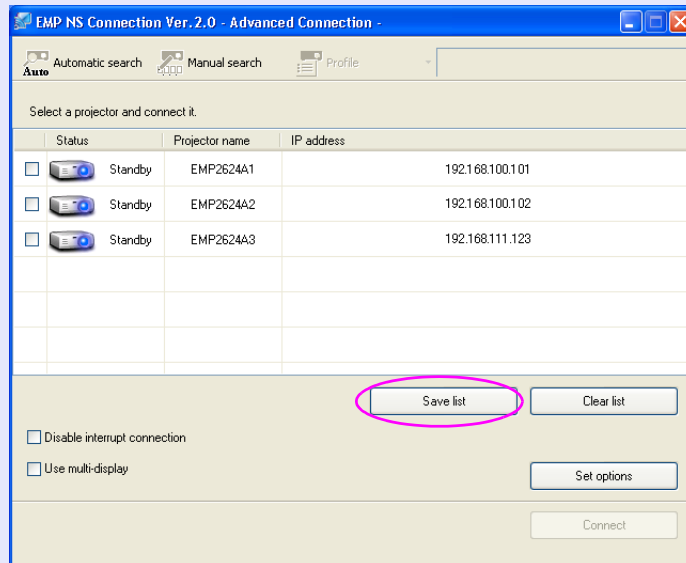 EMP NS Connection Ver.2.0 - Advanced Connection -
Auto Automatic search Manual search Profile
Select a projector and connect it.
Status Projector name IP address
Standby EMP2624A1 192.168.100.101
Standby EMP2624A2 192.168.100.102
Standby EMP2624A3 192.168.111.123
Save list Clear list
Disable interrupt connection
Use multi-display
Set options
Connect